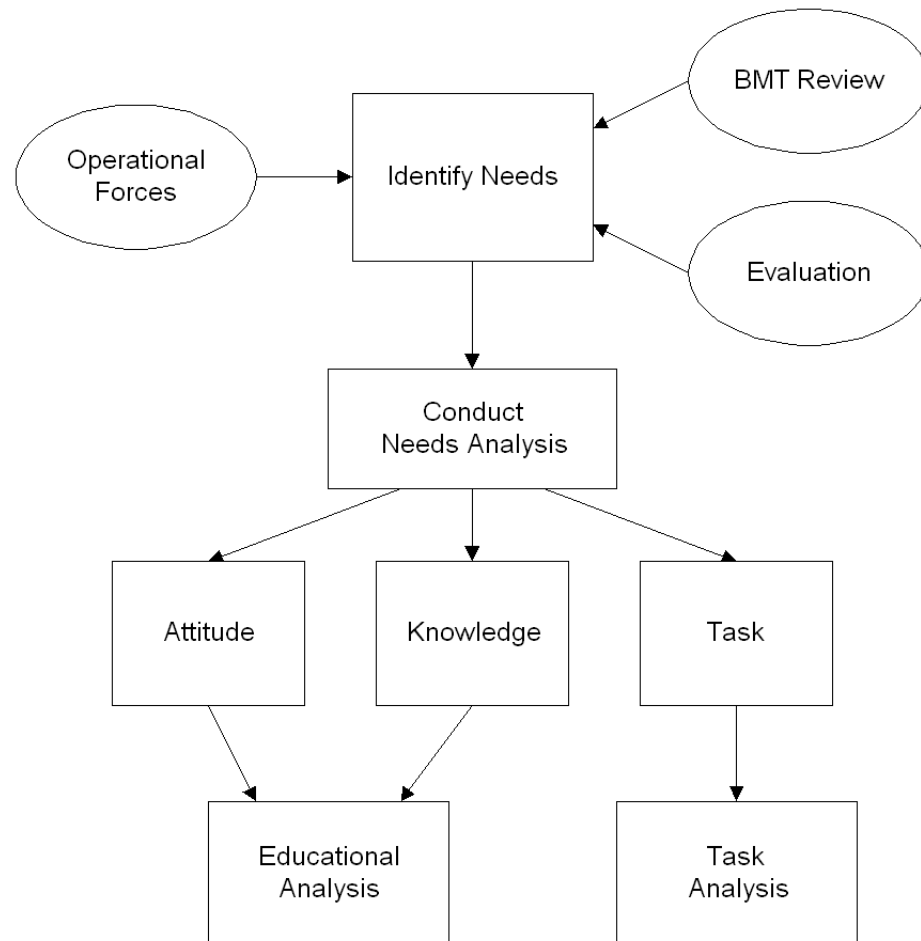 BMT Review
Operational
Forces
Identify Needs
Evaluation
Conduct
Needs Analysis
Attitude
Knowledge
Task
Educational
Analysis
Task
Analysis